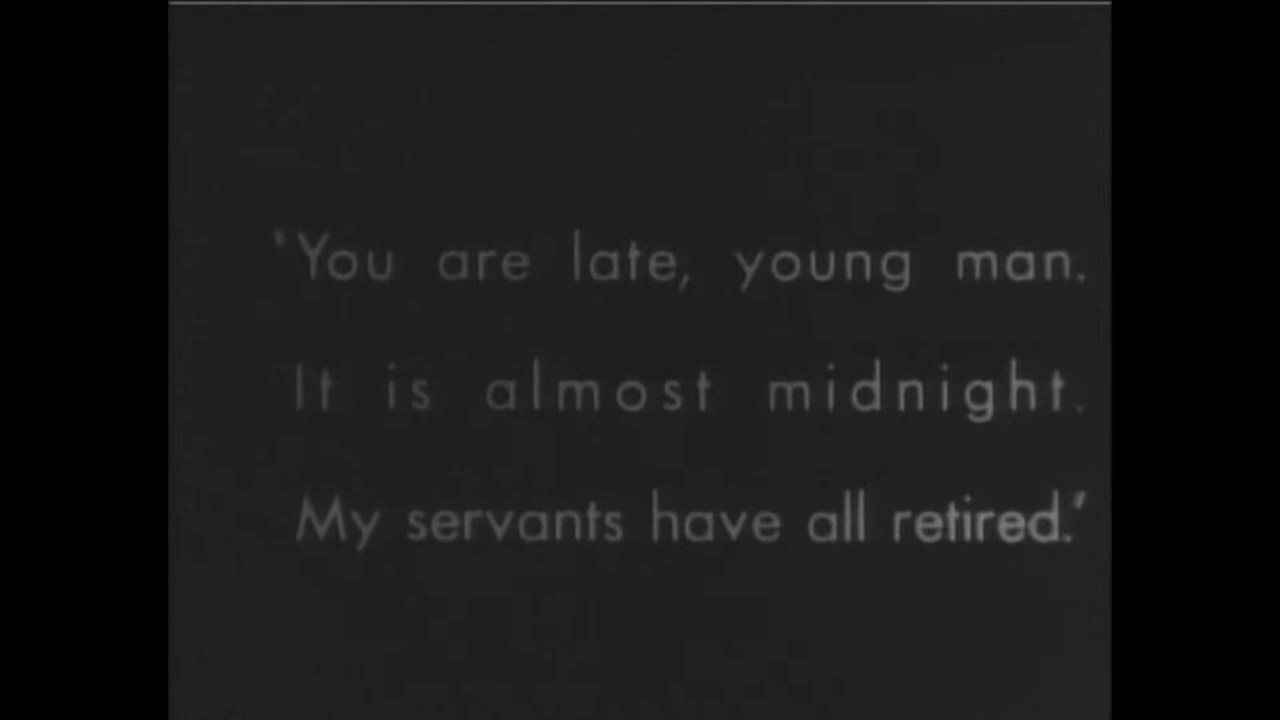 'You are late, young man.
It is almost midnight.
My servants have all retired.'